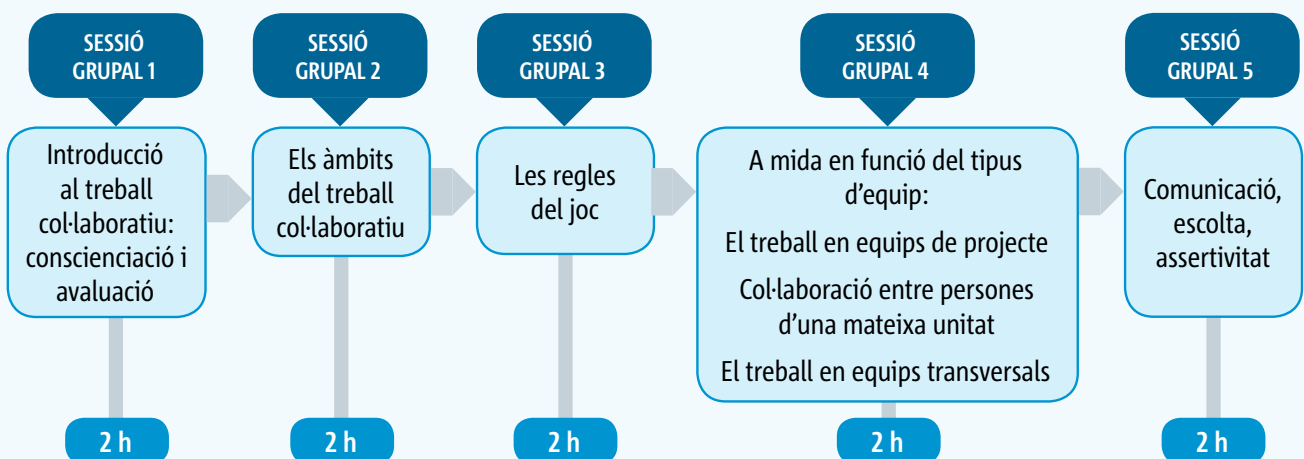 SESSIÓ
GRUPAL 1
SESSIÓ
GRUPAL 2
SESSIÓ
GRUPAL 3
SESSIÓ
GRUPAL 4
SESSIÓ
GRUPAL 5
Introducció
al treball
col·laboratiu:
conscienciació i
avaluació
Els àmbits
del treball
col·laboratiu
Les regles
del joc
A mida en funció del tipus
d’equip:
El treball en equips de projecte
Col·laboració entre persones
d’una mateixa unitat
El treball en equips transversals
Comunicació,
escolta,
assertivitat
2 h
2 h
2 h
2 h
2 h